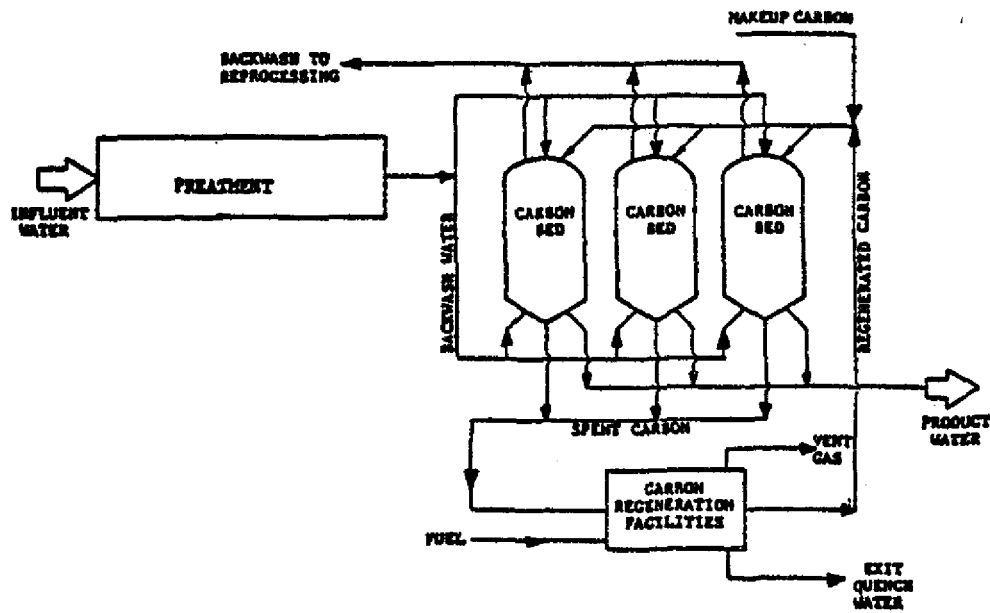 MAKEUP CARBON
BACKWASH TO
REPROCESSING
PREATMENT
INFLUENT
WATER
CARBON
BED
CARBON
BED
CARBON
BED
BACKWASH WATER
REGENERATED CARBON
PRODUCT
WATER
SPENT CARBON
VENT
GAS
CARBON
REGENERATION
FACILITIES
FUEL
EXIT
QUENCH
WATER